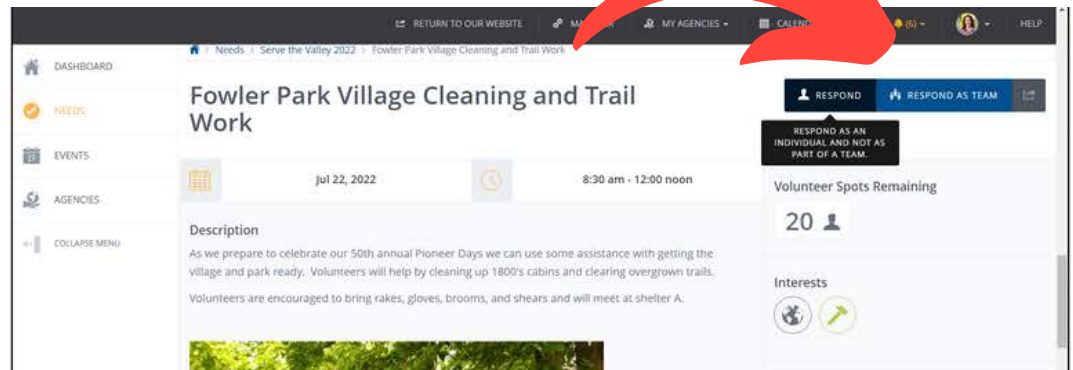 RETURN TO OUR WEBSITE
MY AGENCIES
(6)
HELP
Needs Serve the Valley 2022 Fowler Park Village Cleaning and Trail Work
DASHBOARD
NEEDS
EVENTS
AGENCIES
COLLAPSE MENU
Fowler Park Village Cleaning and Trail
Work
RESPOND
RESPOND AS TEAM
RESPOND AS AN
INDIVIDUAL AND NOT AS
PART OF A TEAM.
Jul 22, 2022
8:30 am - 12:00 noon
Description
As we prepare to celebrate our 50th annual Pioneer Days we can use some assistance with getting the
village and park ready. Volunteers will help by cleaning up 1800's cabins and clearing overgrown trails.
Volunteers are encouraged to bring rakes, gloves, brooms, and shears and will meet at shelter A.
Volunteer Spots Remaining
20
Interests